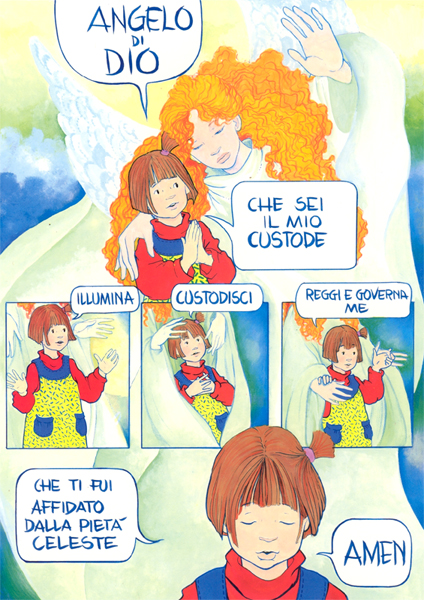 ANGELO
DI
DIO
CHE SEI
IL MIO
CUSTODE
ILLUMINA
CUSTODISCI
REGGI E GOVERNA
ME
CHE TI FUI
AFFIDATO
DALLA PIETA'
CELESTE
AMEN